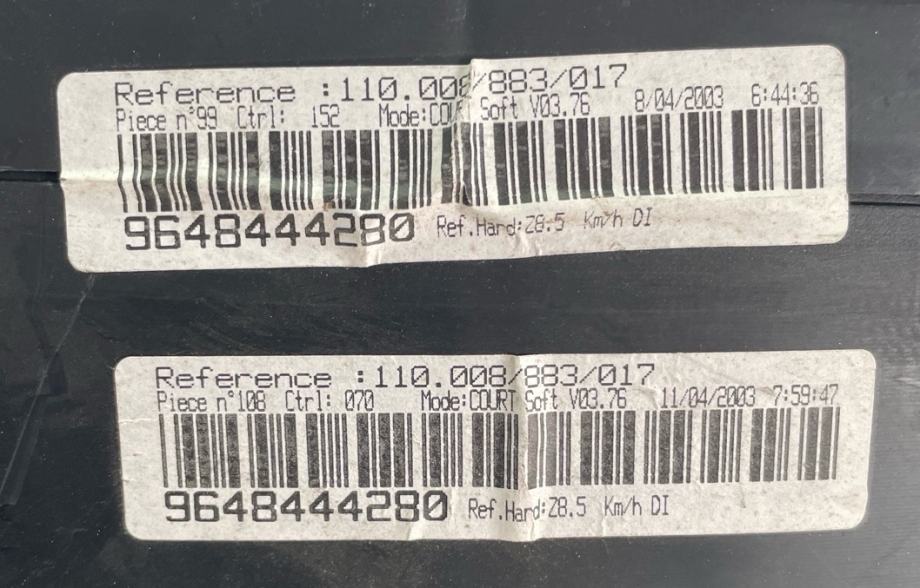 Reference :110.008/883/017
Piece n°99 Ctrl: 152 Mode:COURT Soft V03.76 8/04/2003 6:44:36
9648444280 Ref.Hard:Z8.5 Km/h DI
Reference :110.008/883/017
Piece n°108 Ctrl: 070 Mode:COURT Soft V03.76 11/04/2003 7:59:47
9648444280 Ref.Hard:Z8.5 Km/h DI